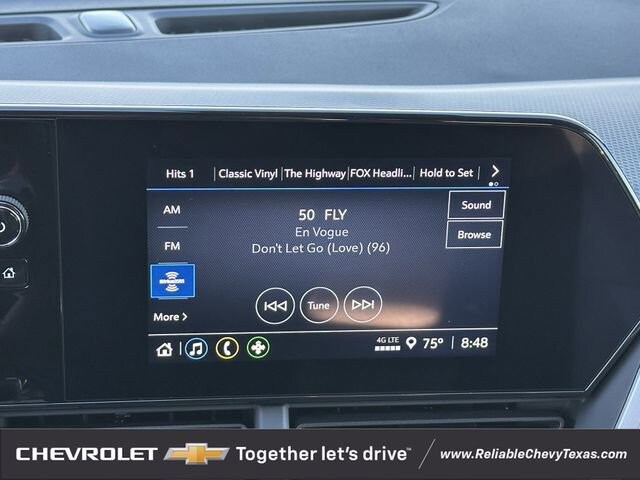 Hits 1 | Classic Vinyl | The Highway | FOX Headli... | Hold to Set | >
AM
50 FLY
Sound
En Vogue
FM
Browse
Don't Let Go (Love) (96)
Tune
More >
4G LTE
75° | 8:48
CHEVROLET Together let's drive™ / www.ReliableChevyTexas.com /